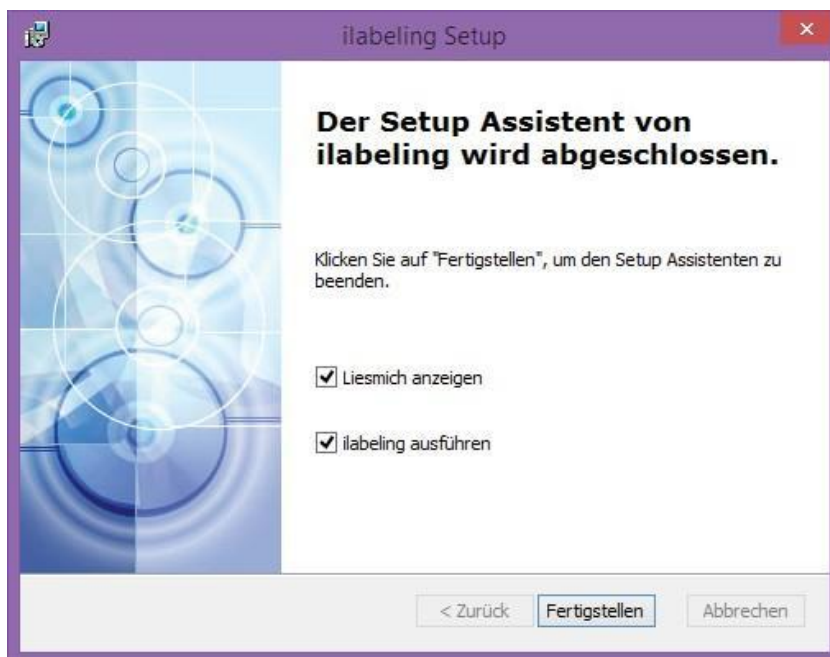 ilabeling Setup
Der Setup Assistent von
ilabeling wird abgeschlossen.
Klicken Sie auf "Fertigstellen", um den Setup Assistenten zu
beenden.
Liesmich anzeigen
ilabeling ausführen
< Zurück Fertigstellen Abbrechen